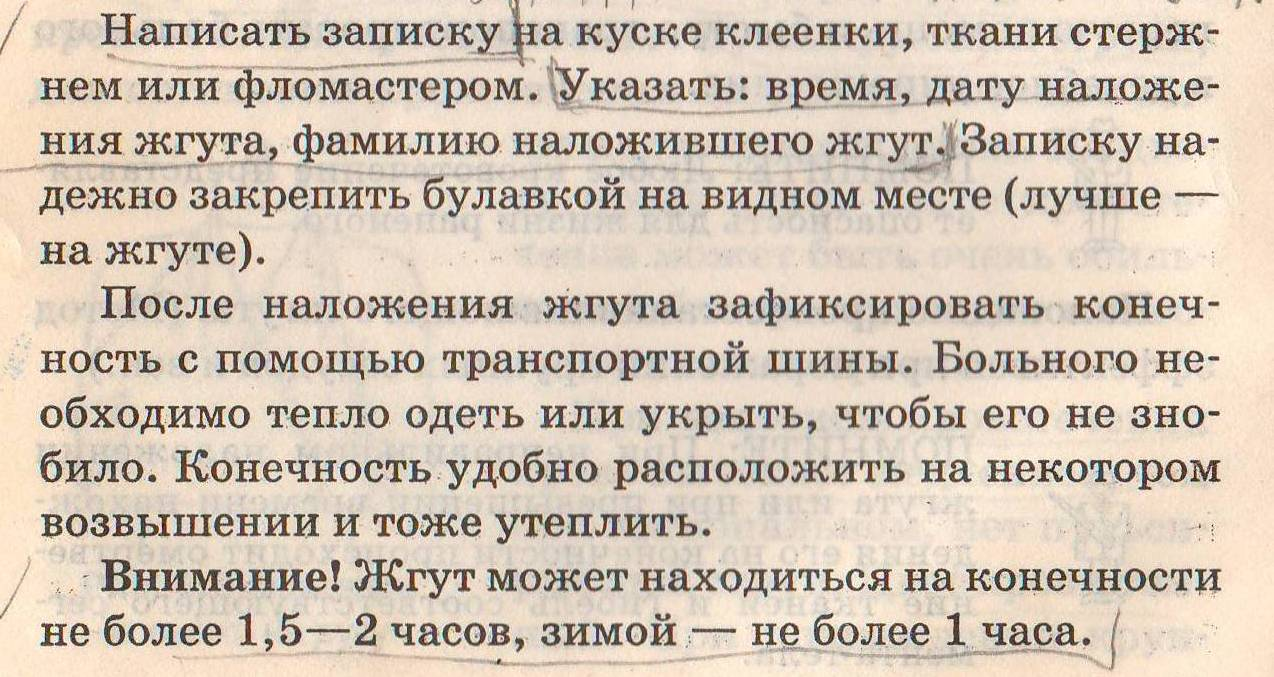 Написать записку на куске клеенки, ткани стерж-
нем или фломастером. Указать: время, дату наложе-
ния жгута, фамилию наложившего жгут. Записку на-
дежно закрепить булавкой на видном месте (лучше —
на жгуте).
После наложения жгута зафиксировать конеч-
ность с помощью транспортной шины. Больного не-
обходимо тепло одеть или укрыть, чтобы его не зно-
било. Конечность удобно расположить на некотором
возвышении и тоже утеплить.
Внимание! Жгут может находиться на конечности
не более 1,5—2 часов, зимой — не более 1 часа.